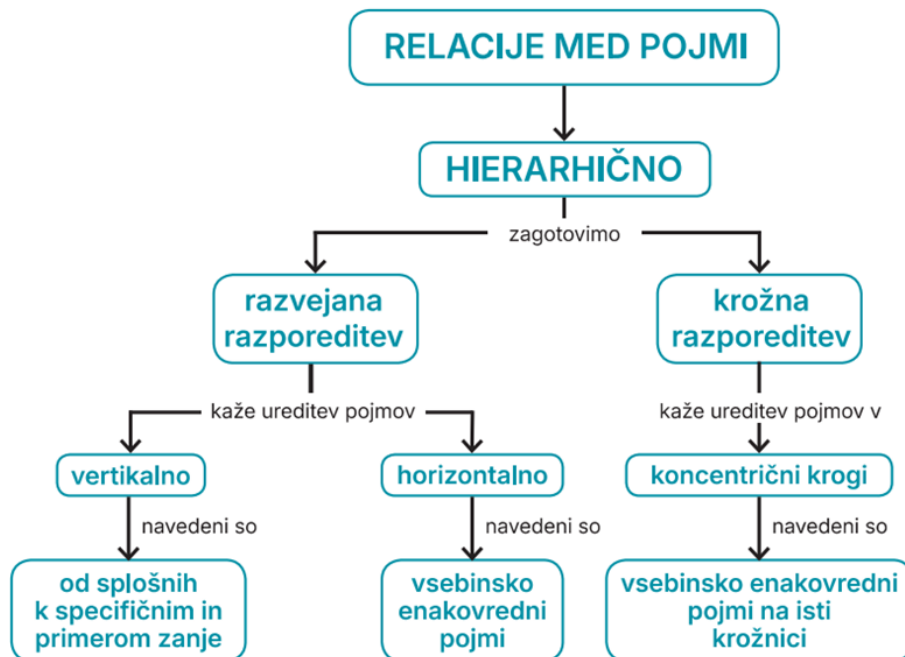 RELACIJE MED POJMI
HIERARHIČNO
zagotovimo
razvejana
razporeditev
krožna
razporeditev
kaže ureditev pojmov
kaže ureditev pojmov v
vertikalno
horizontalno
koncentrični krogi
navedeni so
navedeni so
navedeni so
od splošnih
k specifičnim in
primerom zanje
vsebinsko
enakovredni
pojmi
vsebinsko enakovredni
pojmi na isti
krožnici